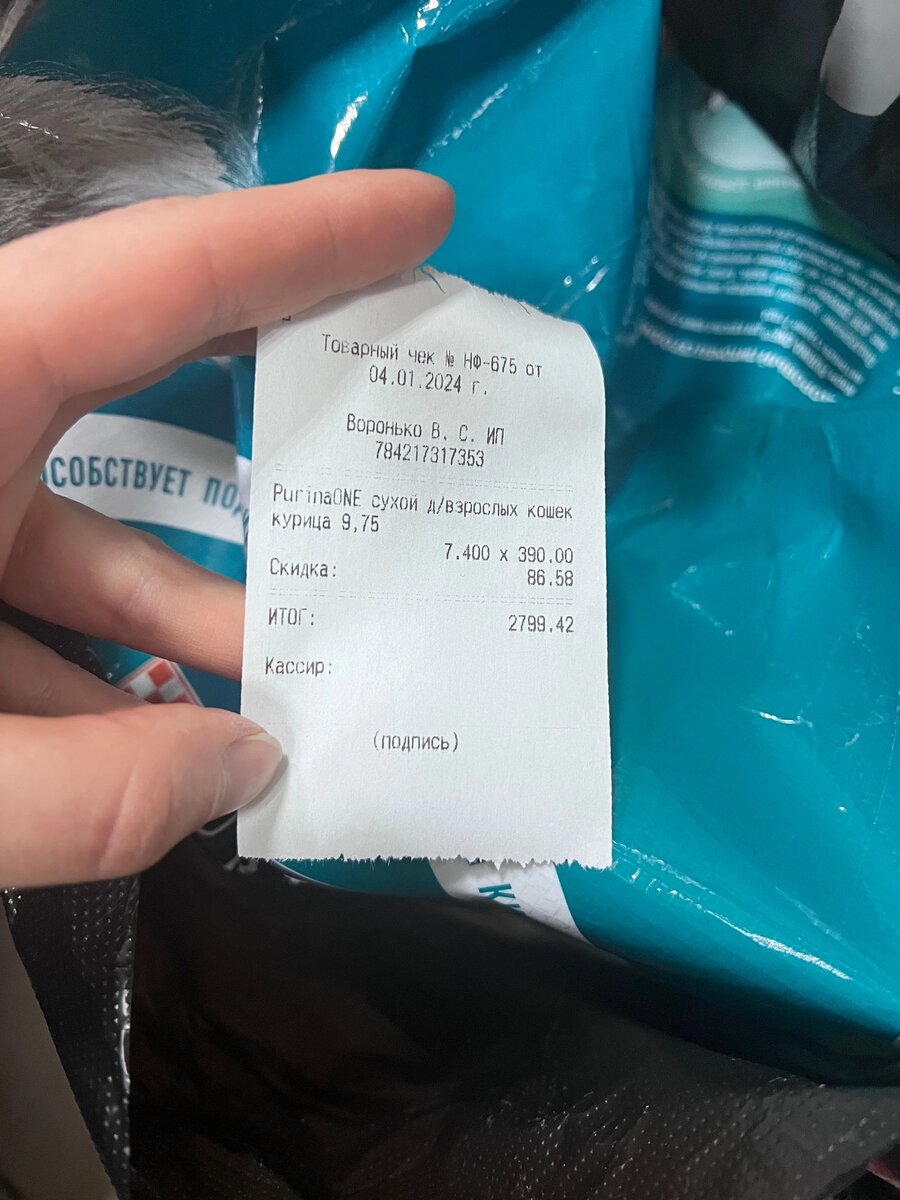 Товарный чек № НФ-675 от
04.01.2024 г.
Воронько В. С. ИП
784217317353
СОБСТВУЕТ
PurinaONE сухой д/взрослых кошек
курица 9,75
7.400 x 390.00
Скидка: 86.58
ИТОГ: 2799.42
Кассир:
(подпись)